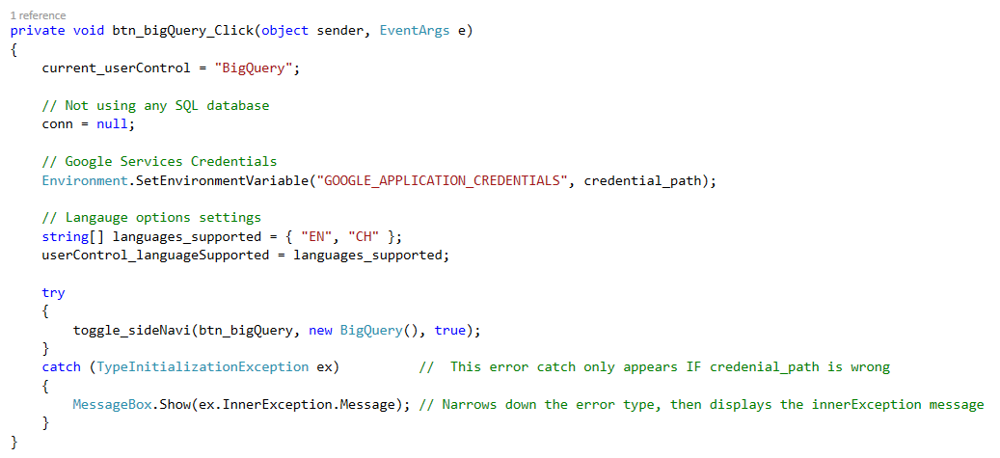 1 reference
private void btn_bigQuery_Click(object sender, EventArgs e)
{
    current_userControl = "BigQuery";

    // Not using any SQL database
    conn = null;

    // Google Services Credentials
    Environment.SetEnvironmentVariable("GOOGLE_APPLICATION_CREDENTIALS", credential_path);

    // Langauge options settings
    string[] languages_supported = { "EN", "CH" };
    userControl_languageSupported = languages_supported;

    try
    {
        toggle_sideNavi(btn_bigQuery, new BigQuery(), true);
    }
    catch (TypeInitializationException ex)          //  This error catch only appears IF credenial_path is wrong
    {
        MessageBox.Show(ex.InnerException.Message); // Narrows down the error type, then displays the innerException message
    }
}